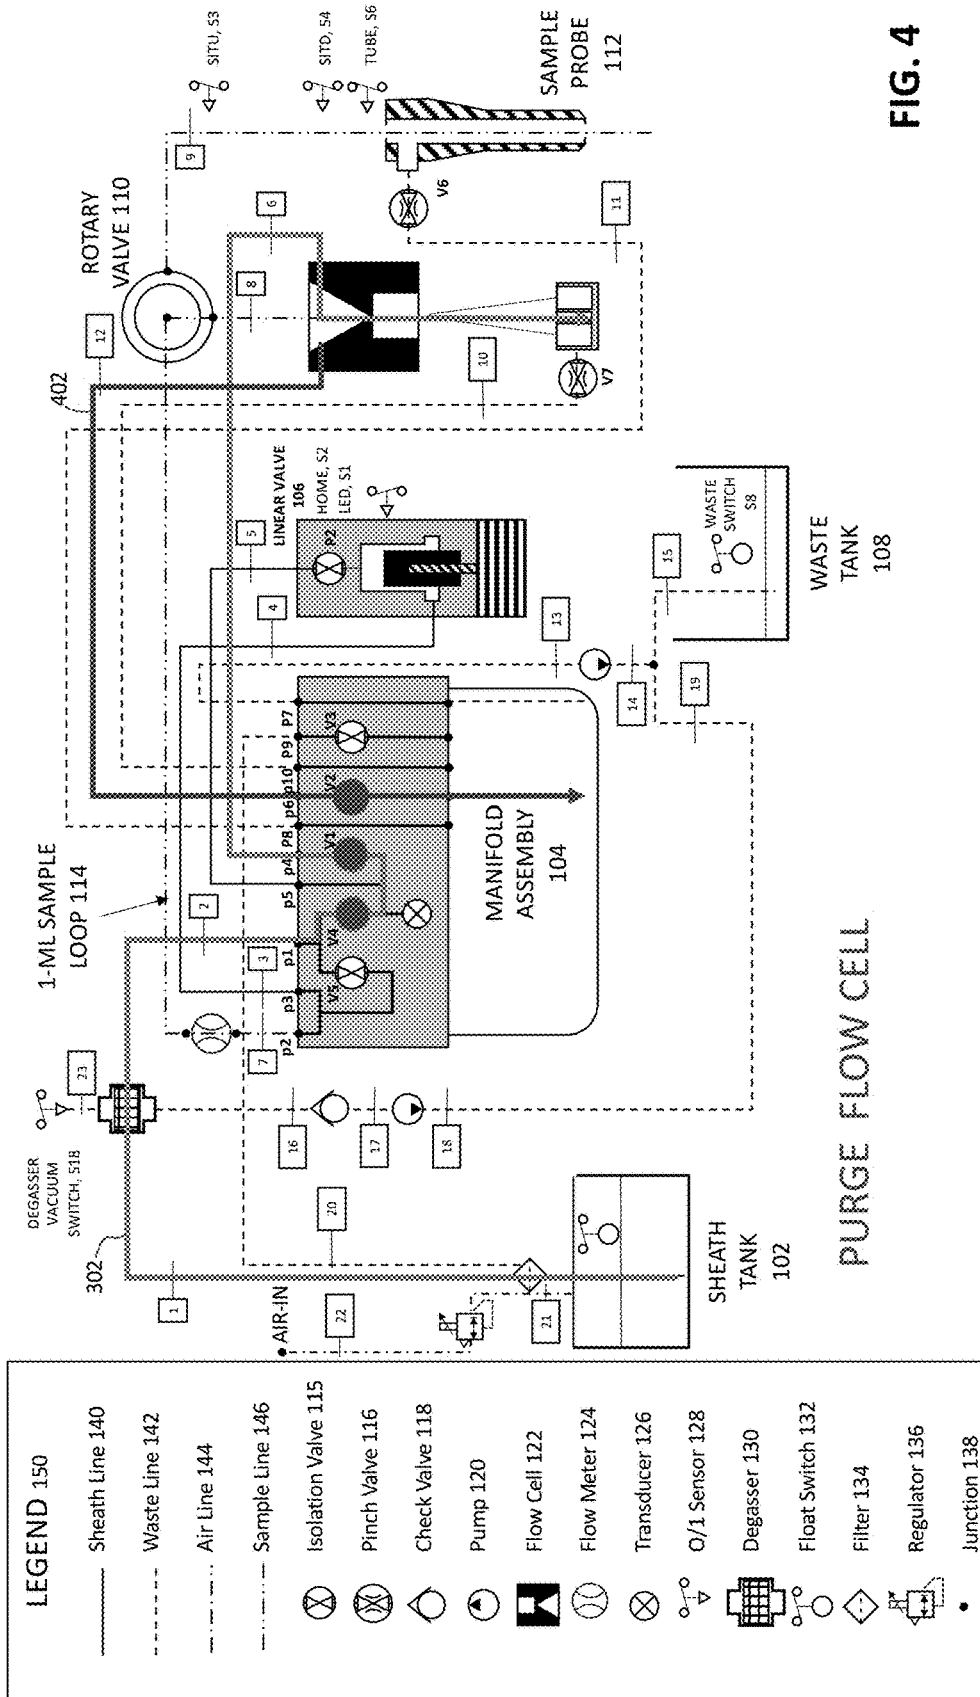 LEGEND 150
Sheath Line 140
Waste Line 142
Air Line 144
Sample Line 146
Isolation Valve 115
Pinch Valve 116
Check Valve 118
Pump 120
Flow Cell 122
Flow Meter 124
Transducer 126
O/1 Sensor 128
Degasser 130
Float Switch 132
Filter 134
Regulator 136
Junction 138
DEGASSER
VACUUM
SWITCH, S18
23
302
1
AIR-IN
22
20
21
SHEATH
TANK
102
16
17
18
1-ML SAMPLE
LOOP 114
2
3
7
p2
p3
p1
p5
p4
P8
p6
p10
P9
P7
V5
V4
V1
V2
V3
MANIFOLD
ASSEMBLY
104
4
5
LINEAR VALVE
106
HOME, S2
LED, S1
P2
13
14
19
15
WASTE
SWITCH
S8
WASTE
TANK
108
402
12
ROTARY
VALVE 110
8
6
9
10
11
V7
V6
SITU, S3
SITD, S4
TUBE, S6
SAMPLE
PROBE
112
PURGE FLOW CELL
FIG. 4